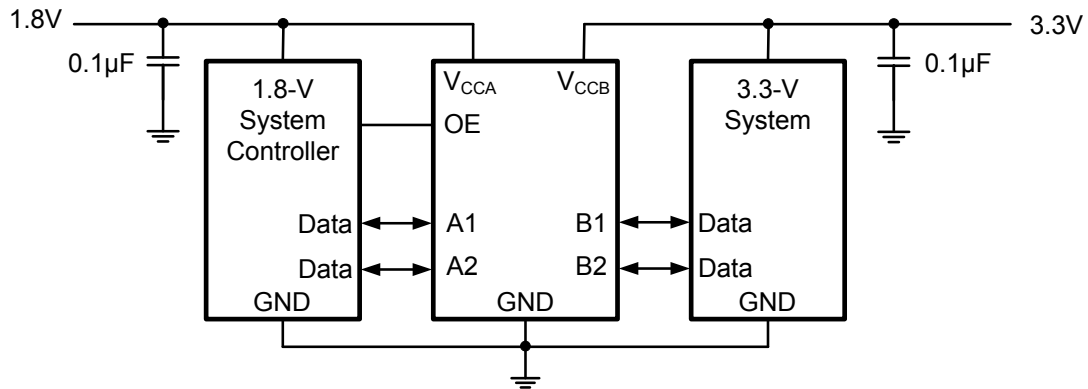 1.8V
3.3V
0.1µF
0.1µF
1.8-V
System
Controller
Data
Data
GND
VCCA
VCCB
OE
A1
B1
A2
B2
GND
3.3-V
System
Data
Data
GND